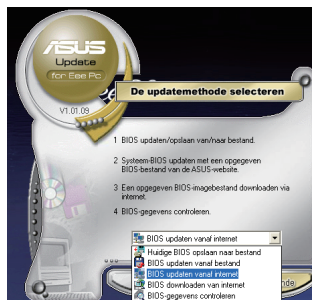 ASUS
Update
for Eee Pc
V1.01.09
De updatemethode selecteren
1 BIOS updaten/opslaan van/naar bestand.
2 Systeem-BIOS updaten met een opgegeven
BIOS-bestand van de ASUS-website.
3 Een opgegeven BIOS-imagebestand downloaden via
internet.
4 BIOS-gegevens controleren.
BIOS updaten vanaf internet
Huidige BIOS opslaan naar bestand
BIOS updaten vanaf bestand
BIOS updaten vanaf internet
BIOS downloaden van internet
BIOS-gegevens controleren